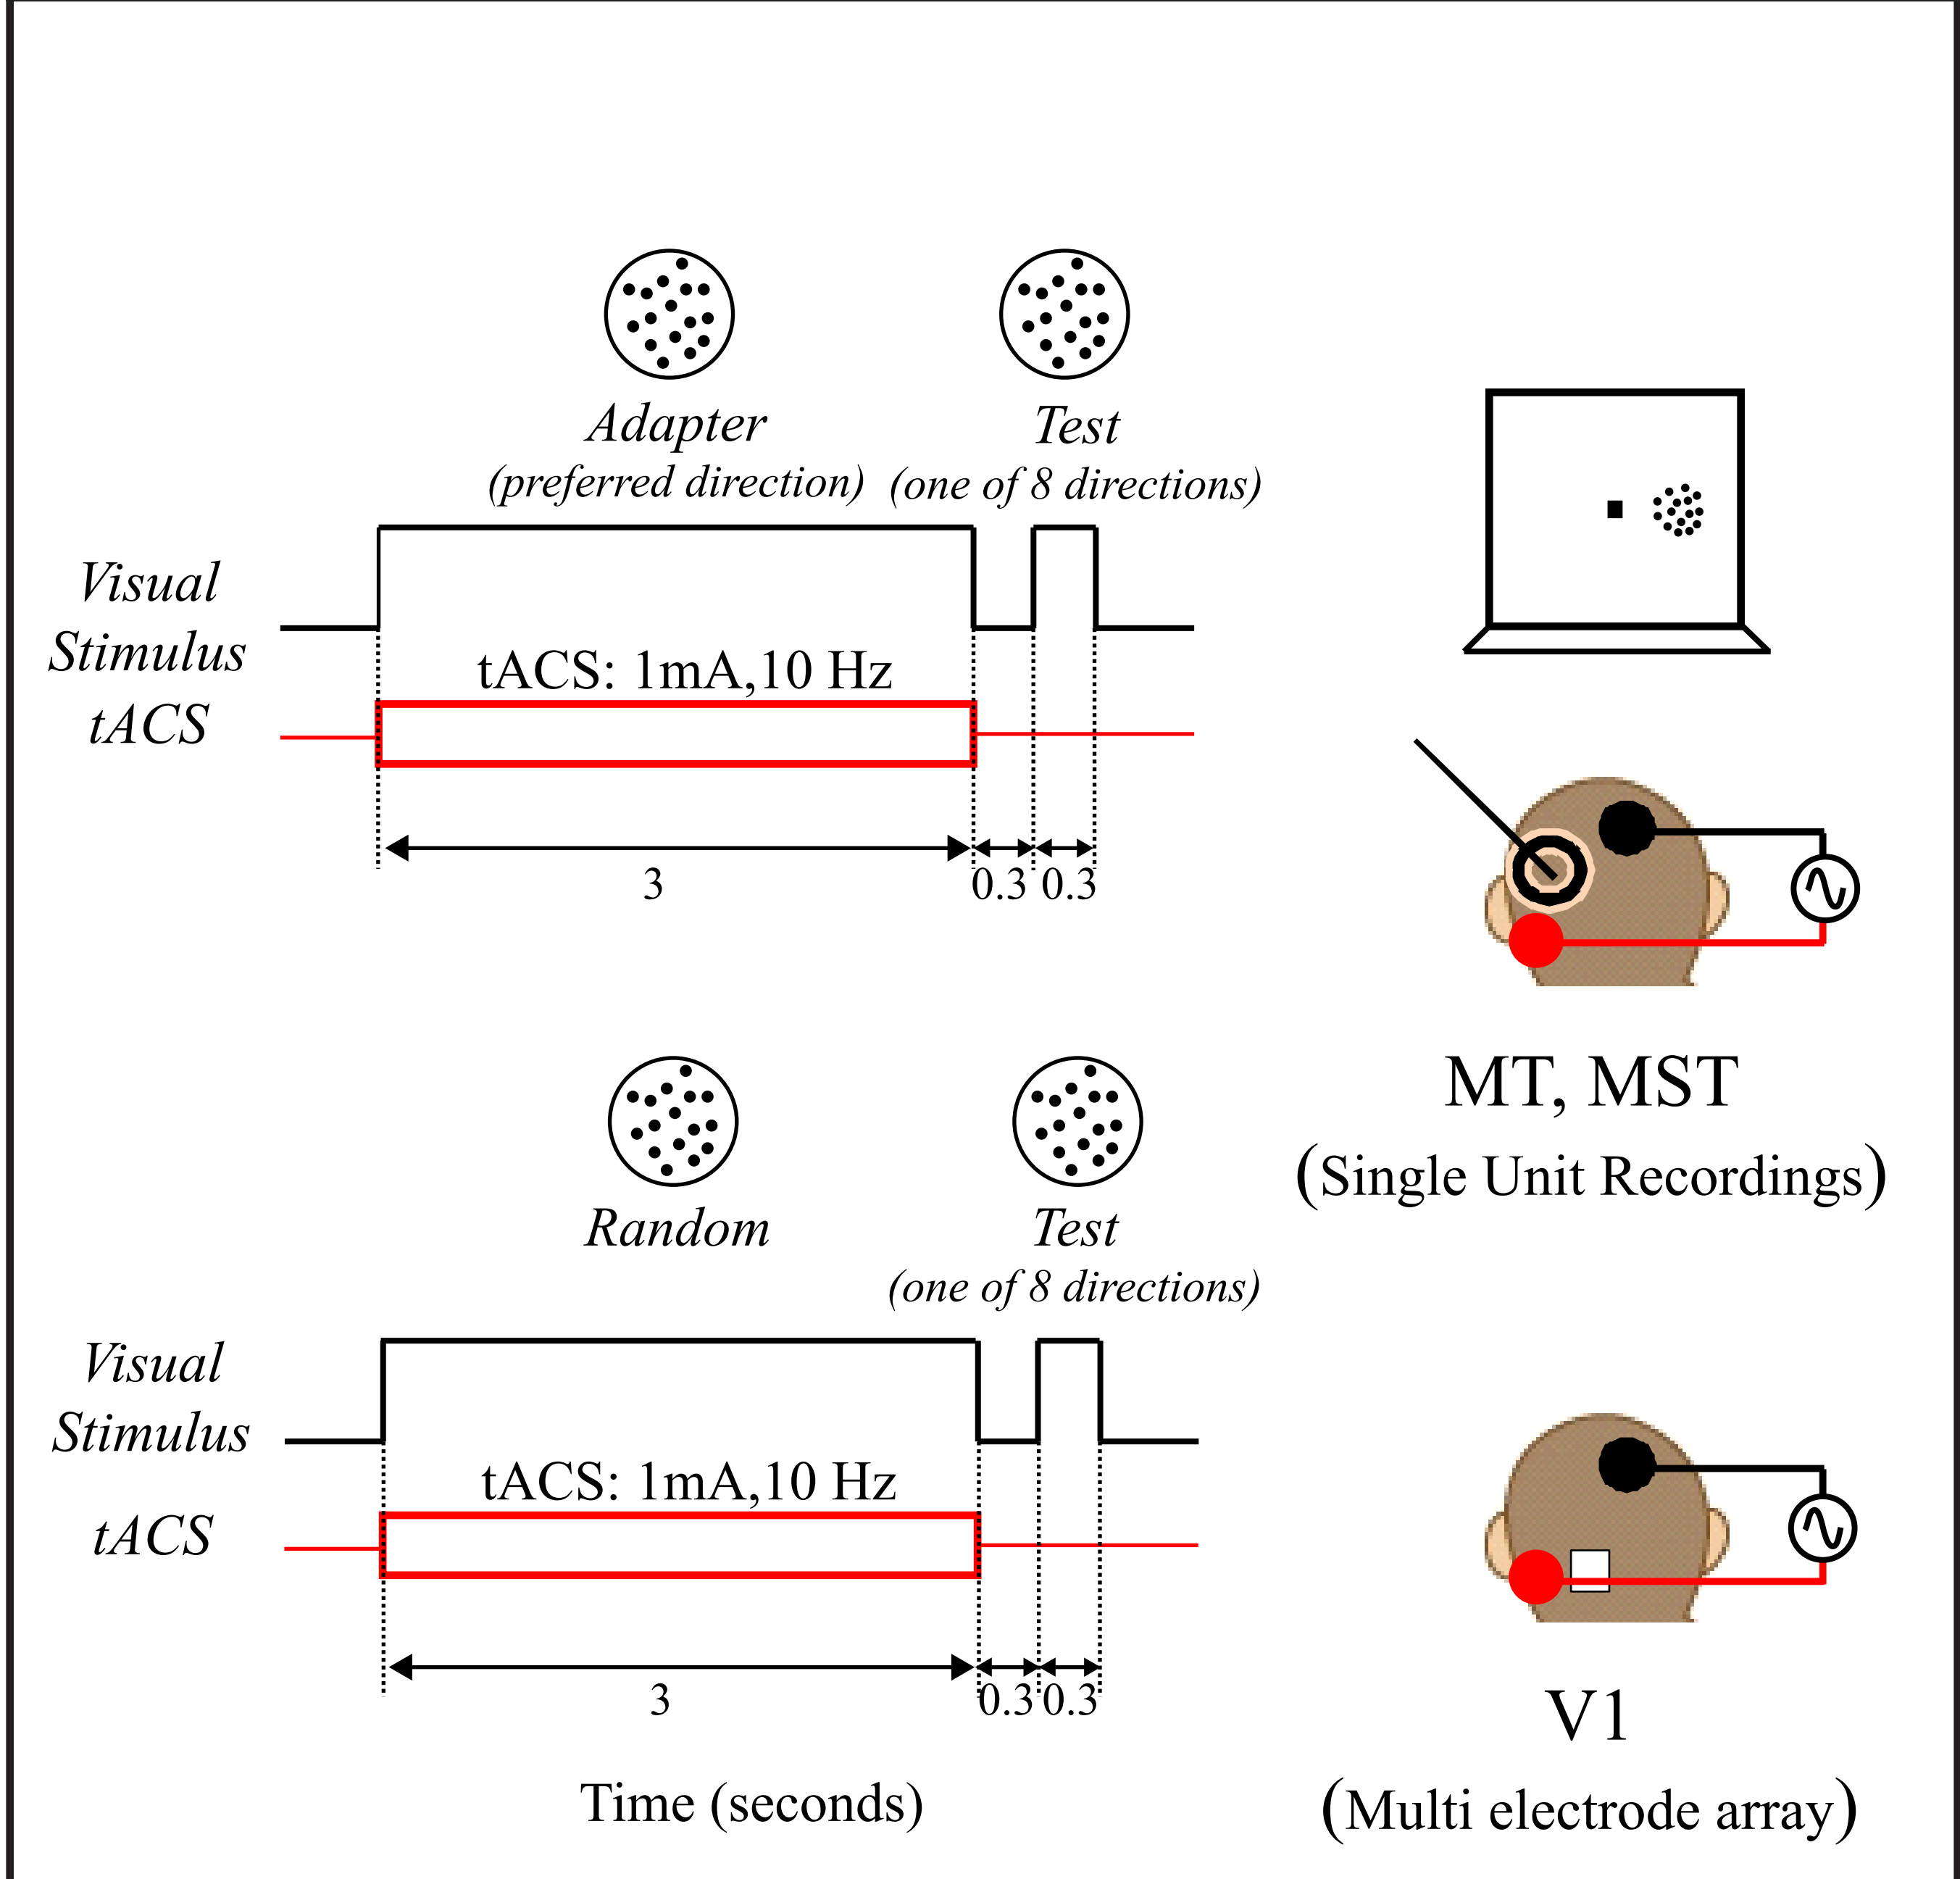 Adapter
(preferred direction)
Test
(one of 8 directions)
Visual
Stimulus
tACS: 1mA,10 Hz
tACS
3
0.3
0.3
MT, MST
(Single Unit Recordings)
Random
Test
(one of 8 directions)
Visual
Stimulus
tACS: 1mA,10 Hz
tACS
3
0.3
0.3
Time (seconds)
V1
(Multi electrode array)